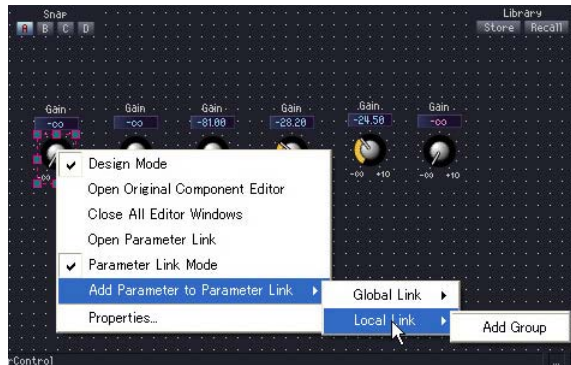 Snap
A B C D
Library
Store Recall
Gain Gain Gain Gain Gain Gain
-∞ -∞ -81.00 -28.20 -24.50 -∞
-∞ -∞ +10 -∞ +10
Design Mode
Open Original Component Editor
Close All Editor Windows
Open Parameter Link
Parameter Link Mode
Add Parameter to Parameter Link
Properties...
Global Link
Local Link
Add Group
rControl
...